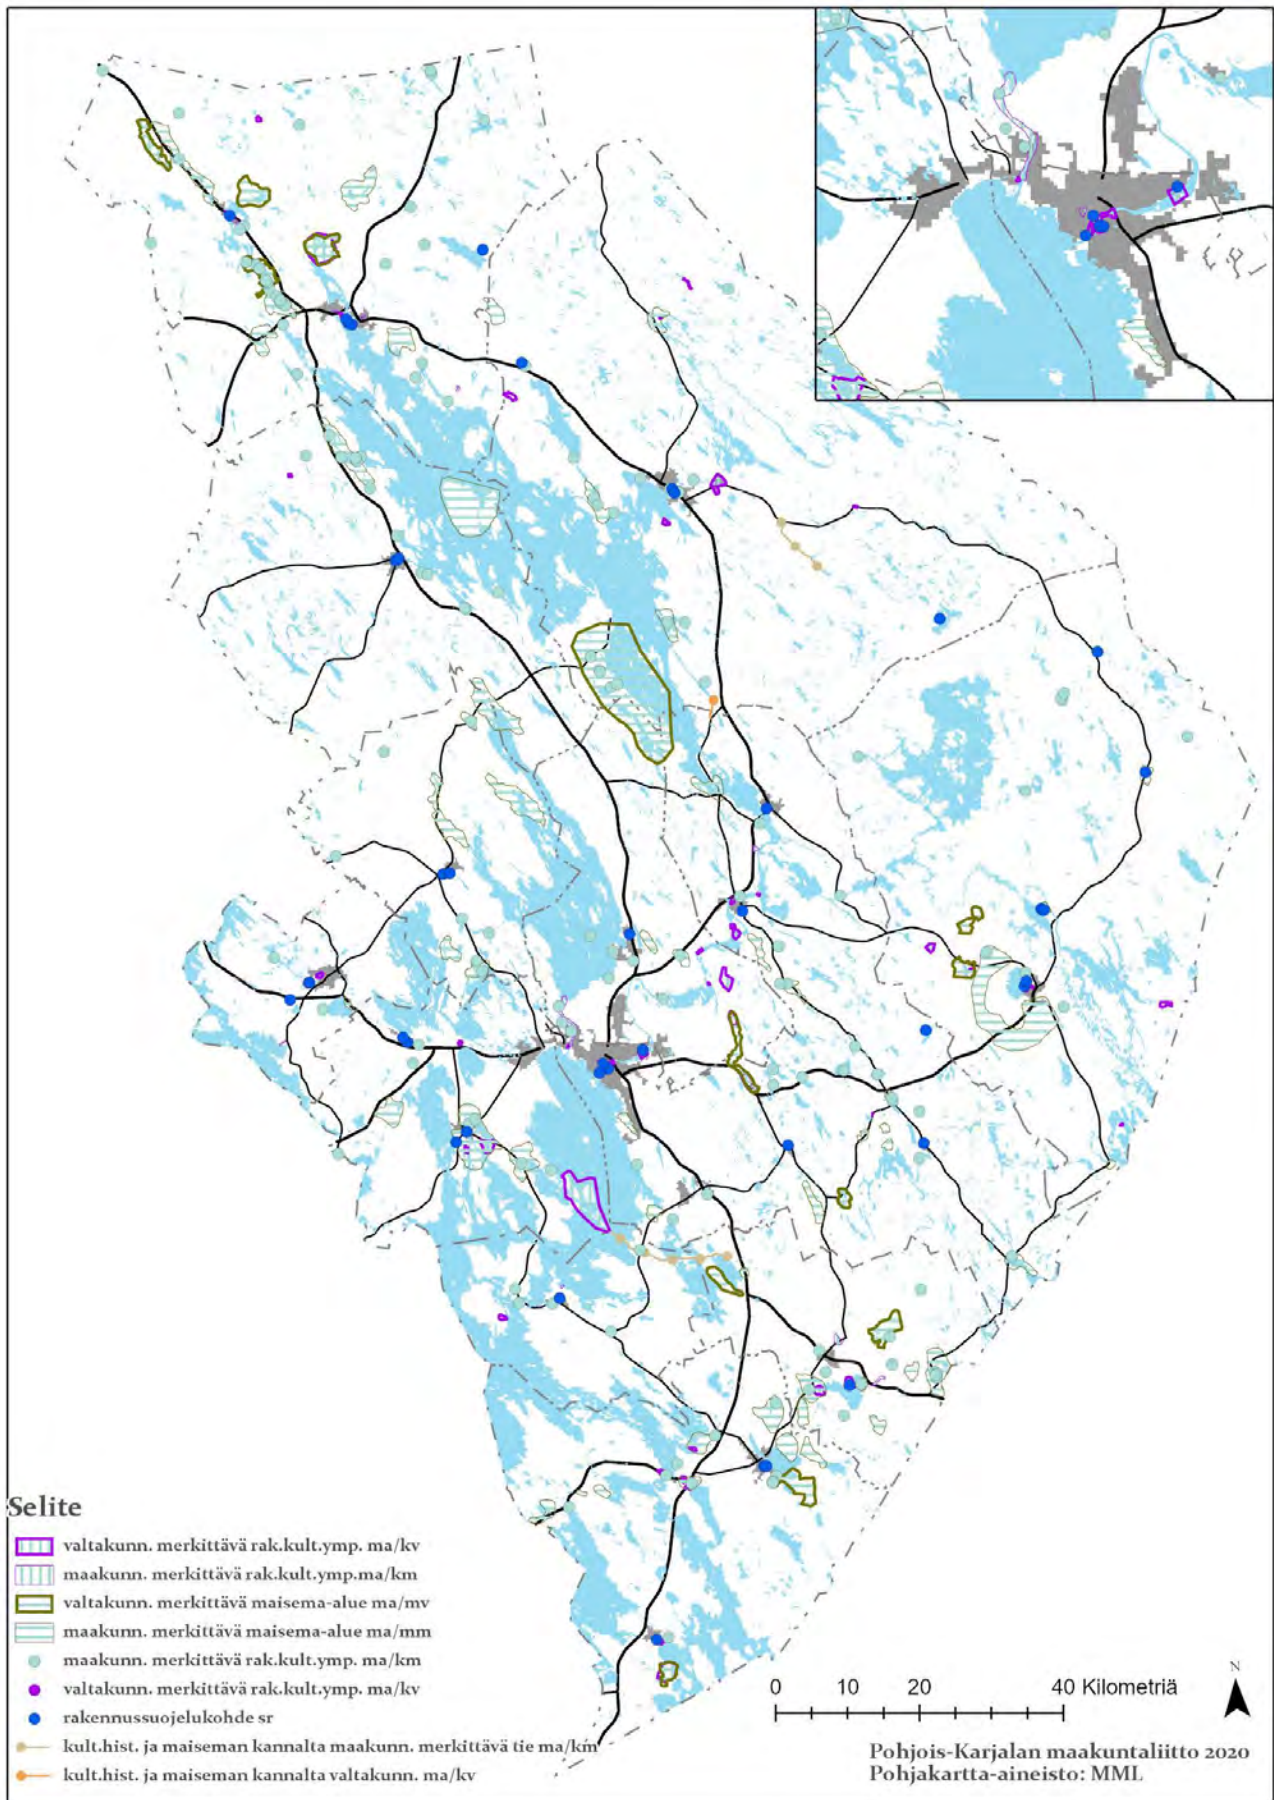 Selite
valtakunn. merkittävä rak.kult.ymp. ma/kv
maakunn. merkittävä rak.kult.ymp.ma/km
valtakunn. merkittävä maisema-alue ma/mv
maakunn. merkittävä maisema-alue ma/mm
maakunn. merkittävä rak.kult.ymp. ma/km
valtakunn. merkittävä rak.kult.ymp. ma/kv
rakennussuojelukohde sr
kult.hist. ja maiseman kannalta maakunn. merkittävä tie ma/km
kult.hist. ja maiseman kannalta valtakunn. ma/kv
N
0 10 20 40 Kilometriä
Pohjois-Karjalan maakuntaliitto 2020
Pohjakartta-aineisto: MML